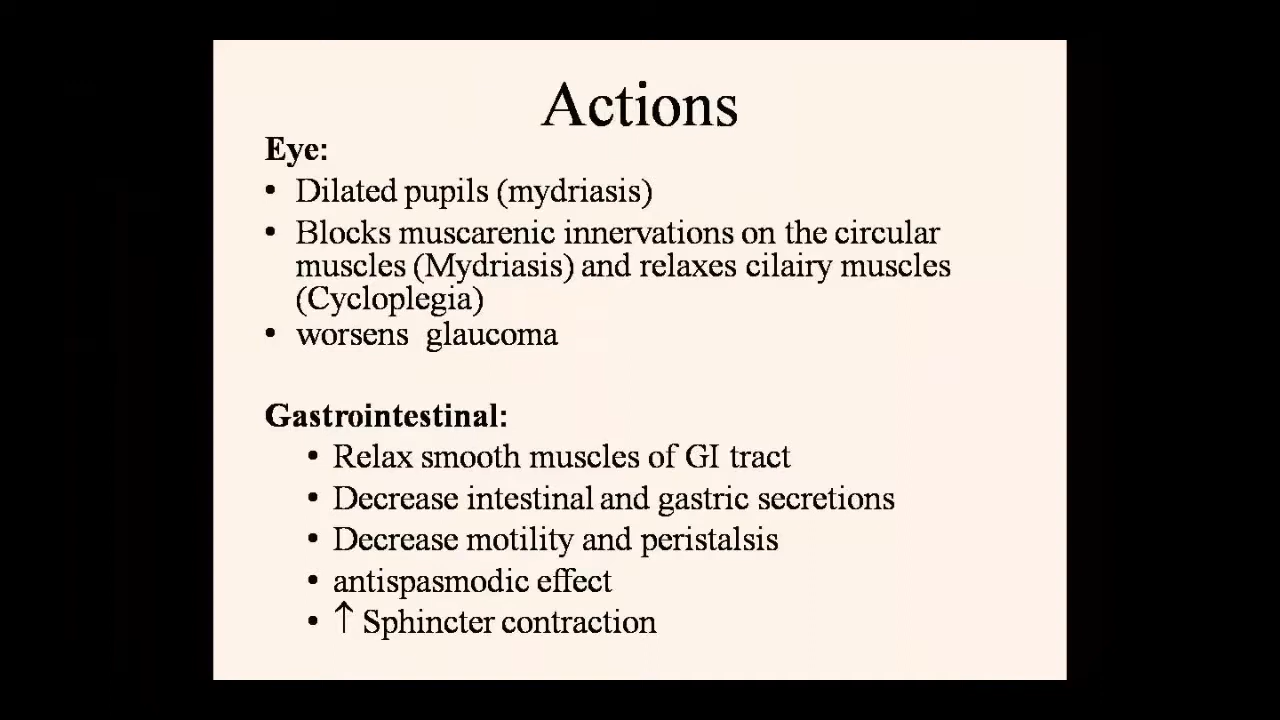 Actions
Eye:
• Dilated pupils (mydriasis)
• Blocks muscarenic innervations on the circular
muscles (Mydriasis) and relaxes cilairy muscles
(Cycloplegia)
• worsens glaucoma
Gastrointestinal:
• Relax smooth muscles of GI tract
• Decrease intestinal and gastric secretions
• Decrease motility and peristalsis
• antispasmodic effect
• ↑ Sphincter contraction